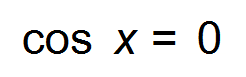 cos x = 0